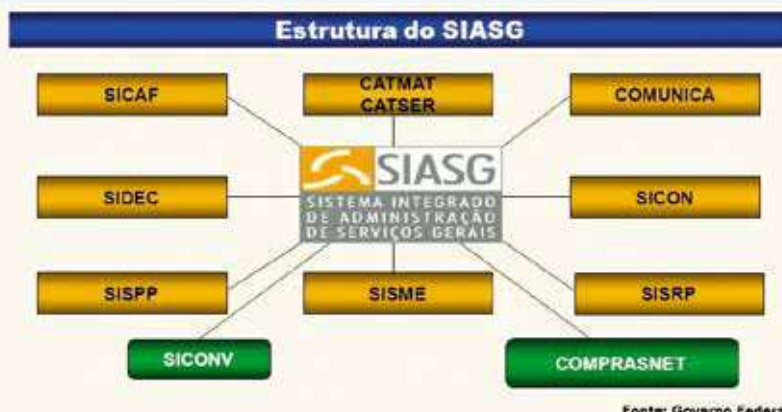 Estrutura do SIASG
SICAF
CATMAT
CATSER
COMUNICA
SIASG
SISTEMA INTEGRADO
DE ADMINISTRAÇÃO
DE SERVIÇOS GERAIS
SIDEC
SICON
SISPP
SISME
SISRP
SICONV
COMPRASNET
Fonte: Governo Federa